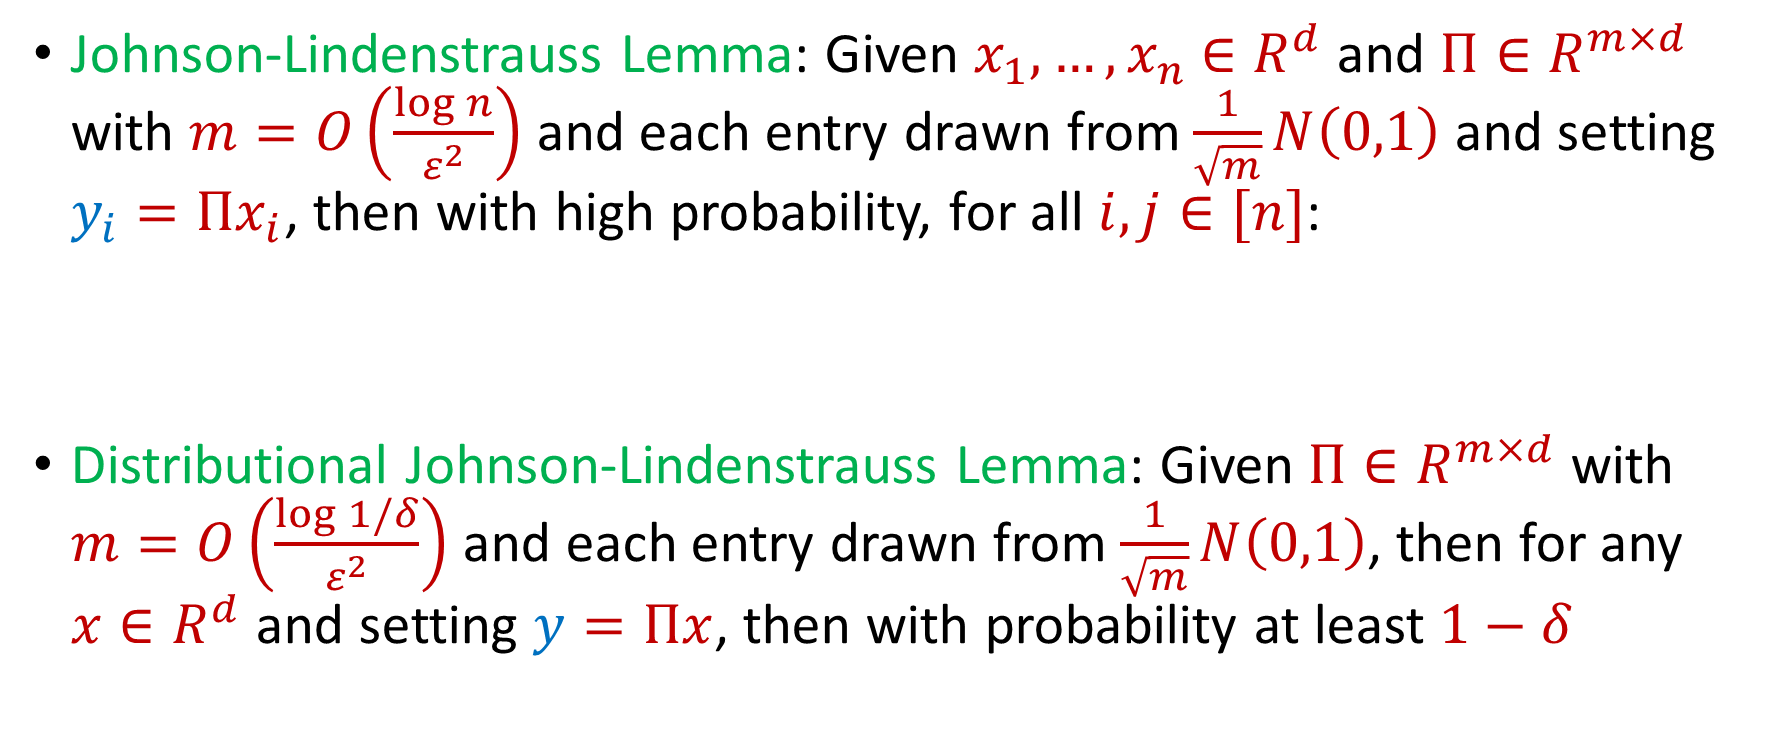 • Johnson-Lindenstrauss Lemma: Given x₁, … , xₙ ∈ R^d and Π ∈ R^{m×d}
with m = O(log n / ε²) and each entry drawn from 1/√m N(0,1) and setting
yᵢ = Πxᵢ, then with high probability, for all i, j ∈ [n]:
• Distributional Johnson-Lindenstrauss Lemma: Given Π ∈ R^{m×d} with
m = O(log 1/δ / ε²) and each entry drawn from 1/√m N(0,1), then for any
x ∈ R^d and setting y = Πx, then with probability at least 1 − δ